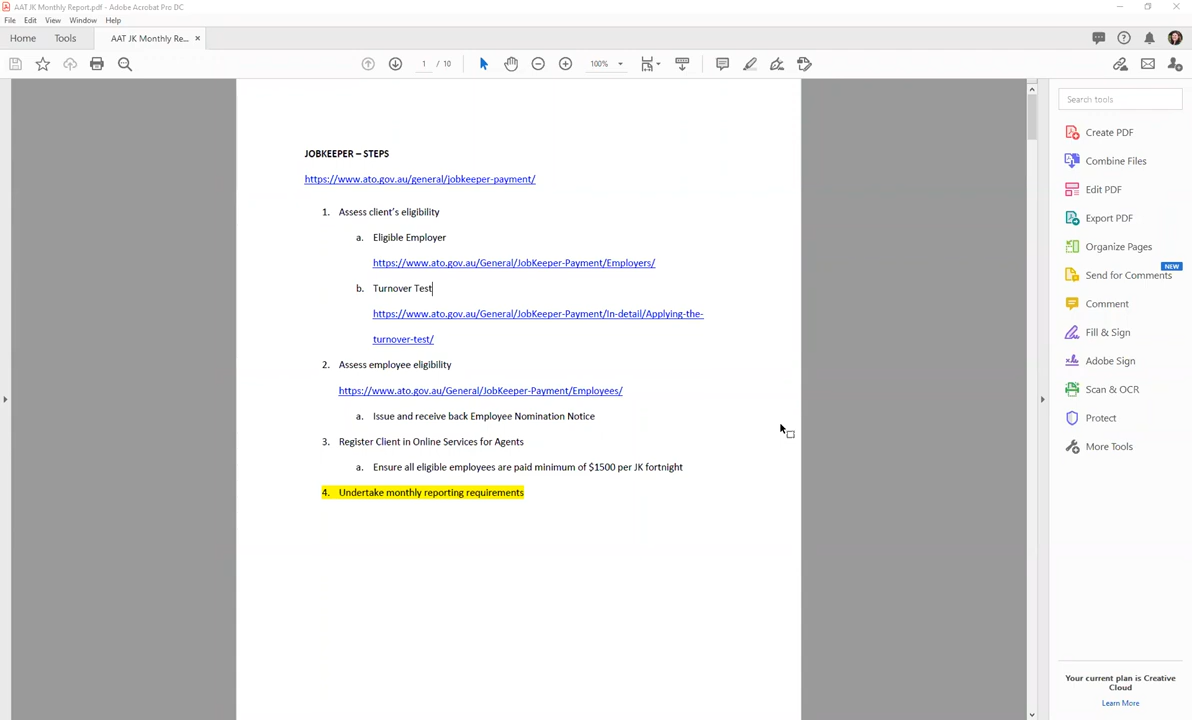 AAT JK Monthly Report.pdf - Adobe Acrobat Pro DC
File Edit View Window Help
Home Tools AAT JK Monthly Re... ×
1 / 10 100%
JOBKEEPER – STEPS
https://www.ato.gov.au/general/jobkeeper-payment/
1. Assess client's eligibility
a. Eligible Employer
https://www.ato.gov.au/General/JobKeeper-Payment/Employers/
b. Turnover Test
https://www.ato.gov.au/General/JobKeeper-Payment/In-detail/Applying-the-
turnover-test/
2. Assess employee eligibility
https://www.ato.gov.au/General/JobKeeper-Payment/Employees/
a. Issue and receive back Employee Nomination Notice
3. Register Client in Online Services for Agents
a. Ensure all eligible employees are paid minimum of $1500 per JK fortnight
4. Undertake monthly reporting requirements
Search tools
Create PDF
Combine Files
Edit PDF
Export PDF
Organize Pages
NEW
Send for Comments
Comment
Fill & Sign
Adobe Sign
Scan & OCR
Protect
More Tools
Your current plan is Creative
Cloud
Learn More